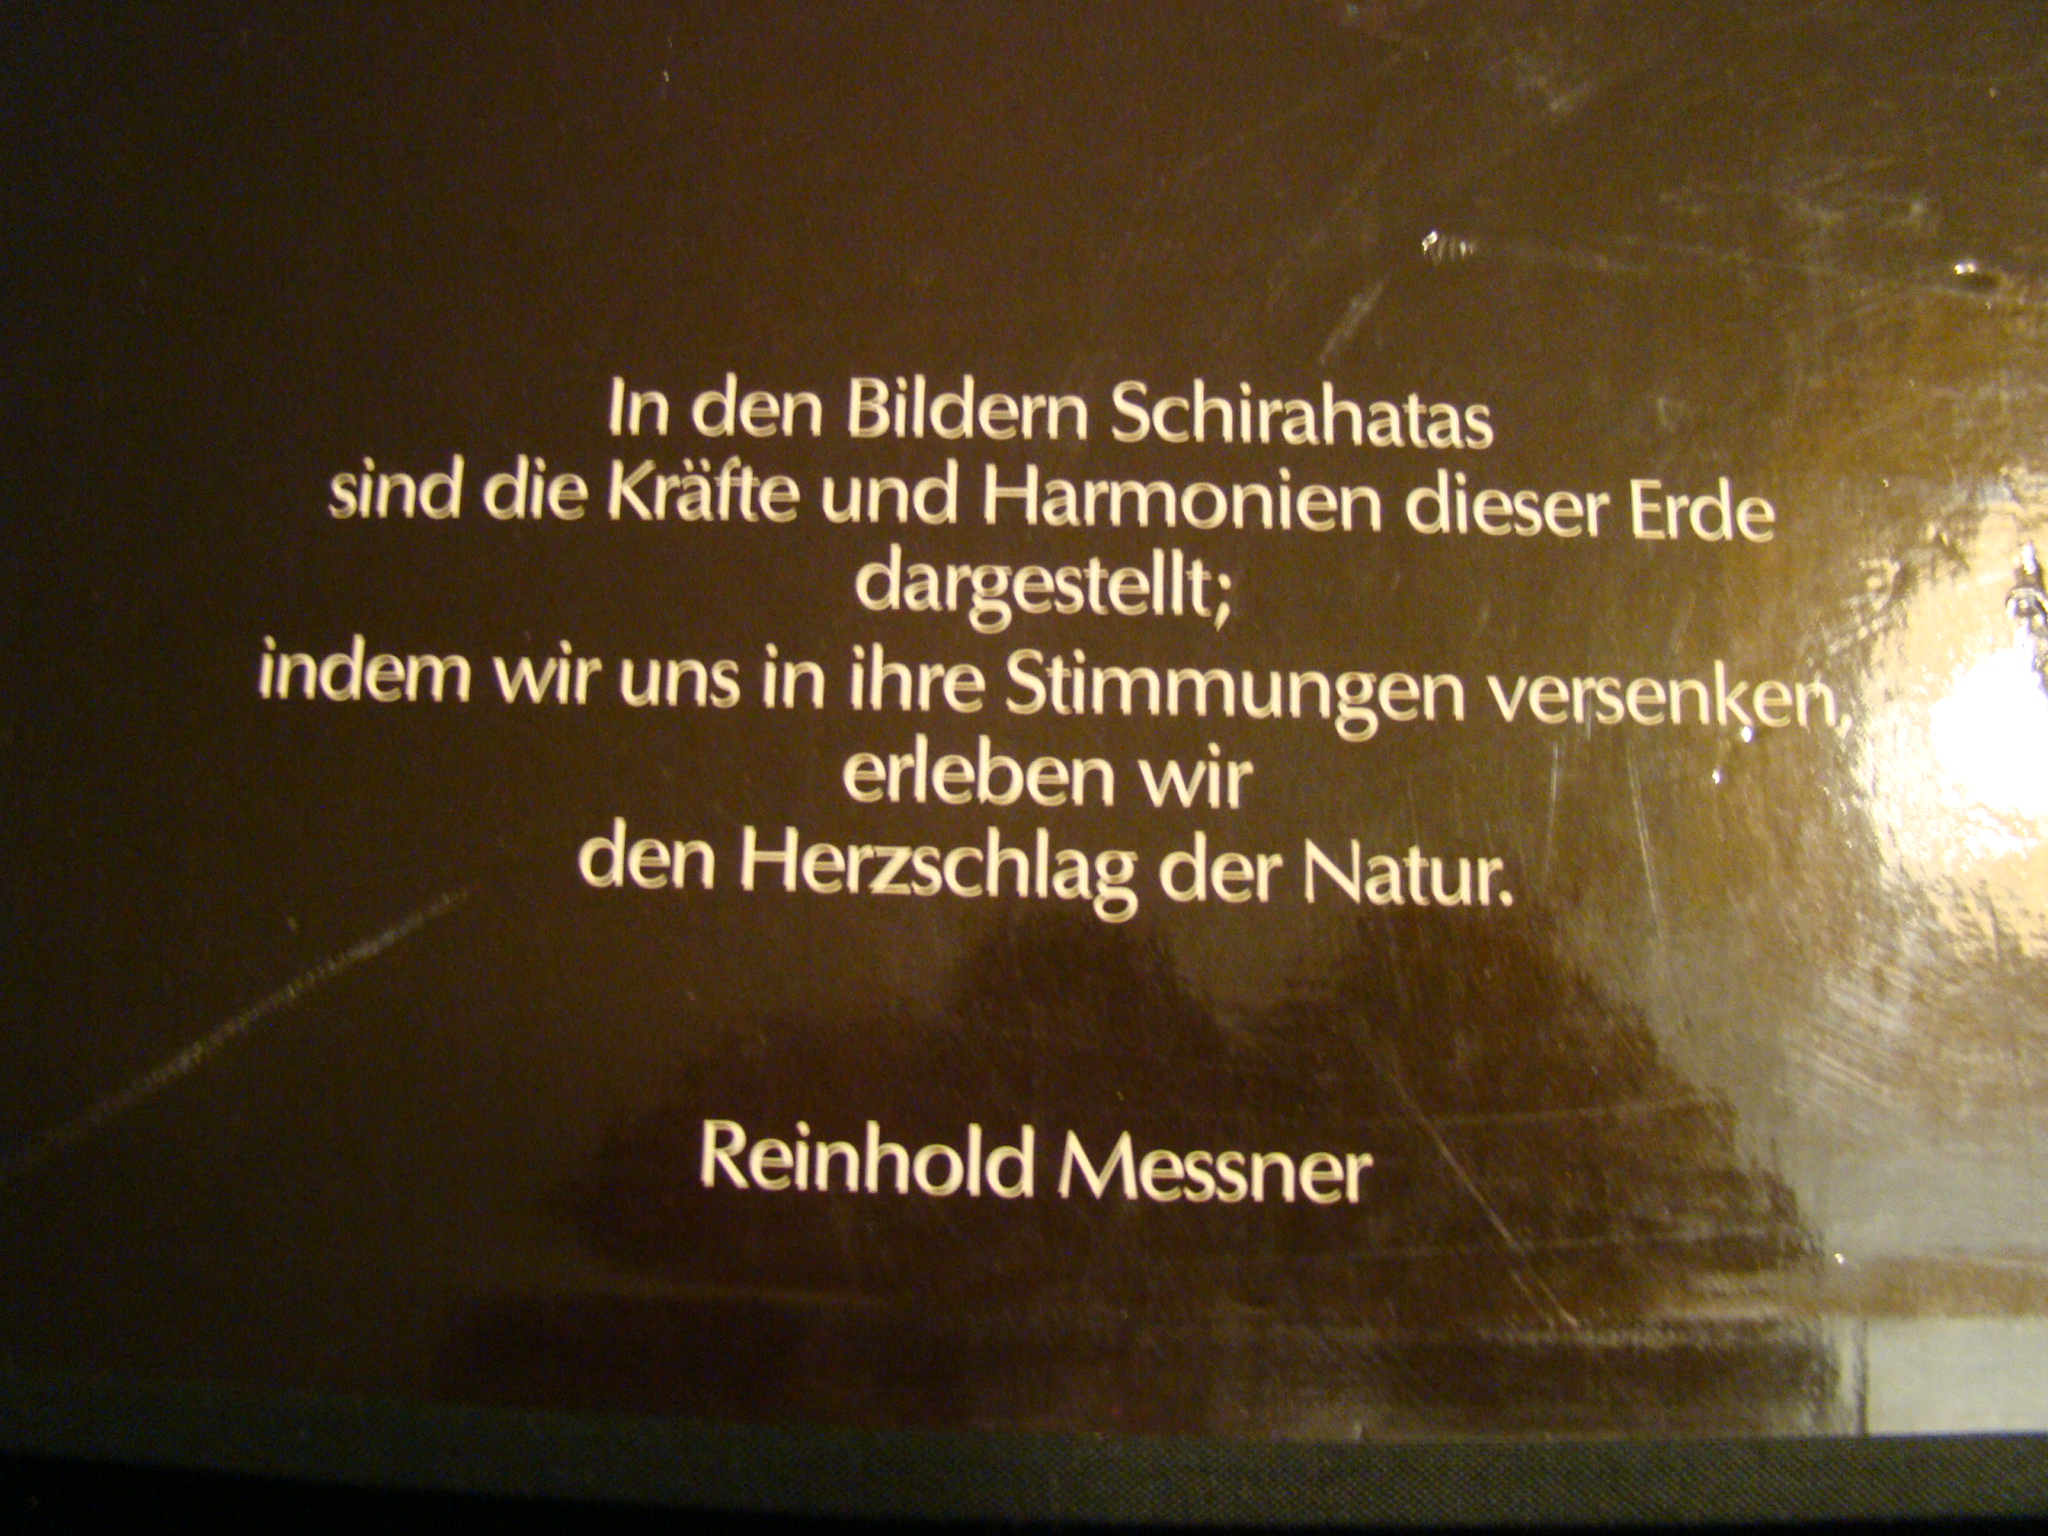 In den Bildern Schirahatas
sind die Kräfte und Harmonien dieser Erde
dargestellt;
indem wir uns in ihre Stimmungen versenken,
erleben wir
den Herzschlag der Natur.
Reinhold Messner